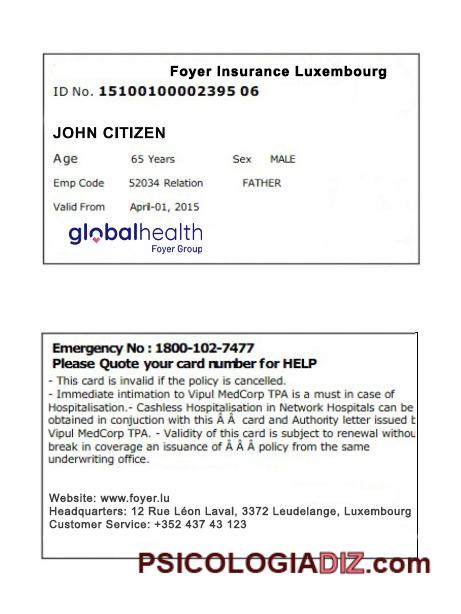 Foyer Insurance Luxembourg
ID No. 15100100002395 06
JOHN CITIZEN
Age 65 Years Sex MALE
Emp Code 52034 Relation FATHER
Valid From April-01, 2015
globalhealth
Foyer Group
Emergency No : 1800-102-7477
Please Quote your card number for HELP
- This card is invalid if the policy is cancelled.
- Immediate intimation to Vipul MedCorp TPA is a must in case of
Hospitalisation.- Cashless Hospitalisation in Network Hospitals can be
obtained in conjuction with this Â Â card and Authority letter issued b
Vipul MedCorp TPA. - Validity of this card is subject to renewal withou
break in coverage an issuance of Â Â Â policy from the same
underwriting office.
Website: www.foyer.lu
Headquarters: 12 Rue Léon Laval, 3372 Leudelange, Luxembourg
Customer Service: +352 437 43 123
PSICOLOGIADIZ.com